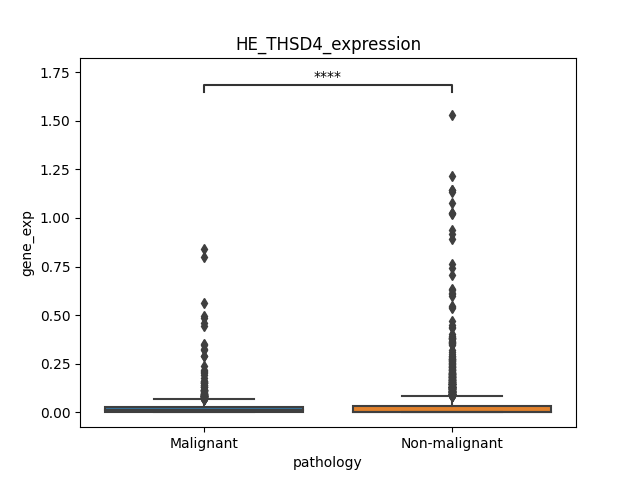 HE_THSD4_expression
****
1.75
1.50
1.25
1.00
0.75
0.50
0.25
0.00
gene_exp
Malignant
Non-malignant
pathology